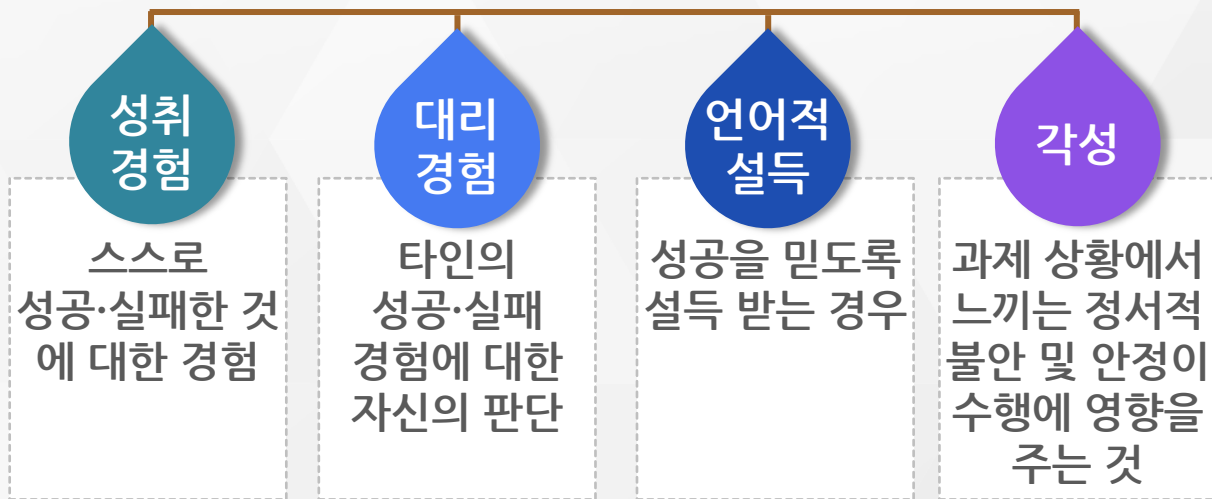 성취
경험
스스로
성공·실패한 것
에 대한 경험
대리
경험
타인의
성공·실패
경험에 대한
자신의 판단
언어적
설득
성공을 믿도록
설득 받는 경우
각성
과제 상황에서
느끼는 정서적
불안 및 안정이
수행에 영향을
주는 것